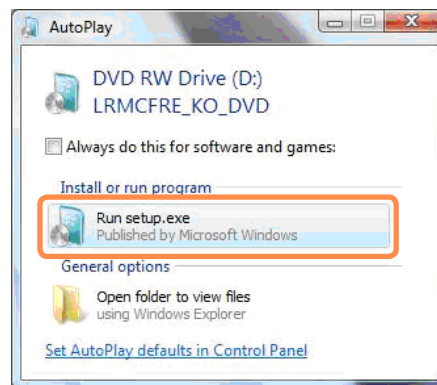 AutoPlay
DVD RW Drive (D:)
LRMCFRE_KO_DVD
Always do this for software and games:
Install or run program
Run setup.exe
Published by Microsoft Windows
General options
Open folder to view files
using Windows Explorer
Set AutoPlay defaults in Control Panel